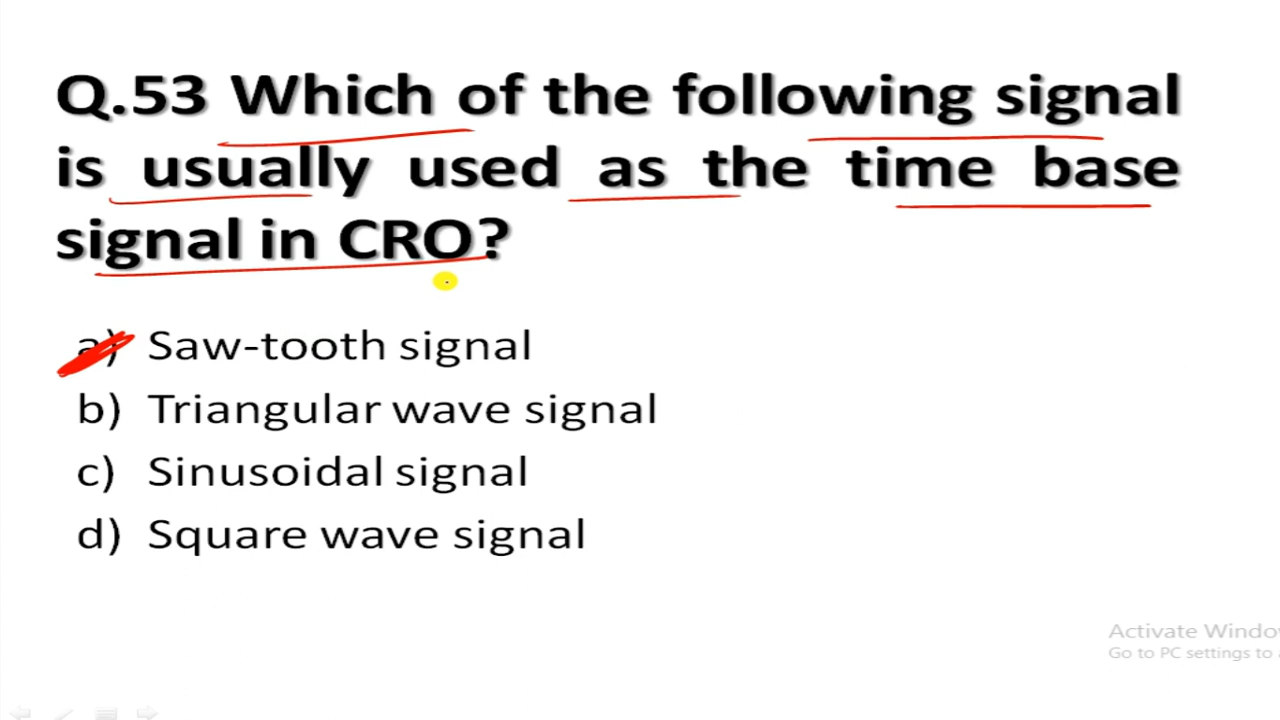 Q.53 Which of the following signal
is usually used as the time base
signal in CRO?
a) Saw-tooth signal
b) Triangular wave signal
c) Sinusoidal signal
d) Square wave signal
Activate Windo
Go to PC settings to